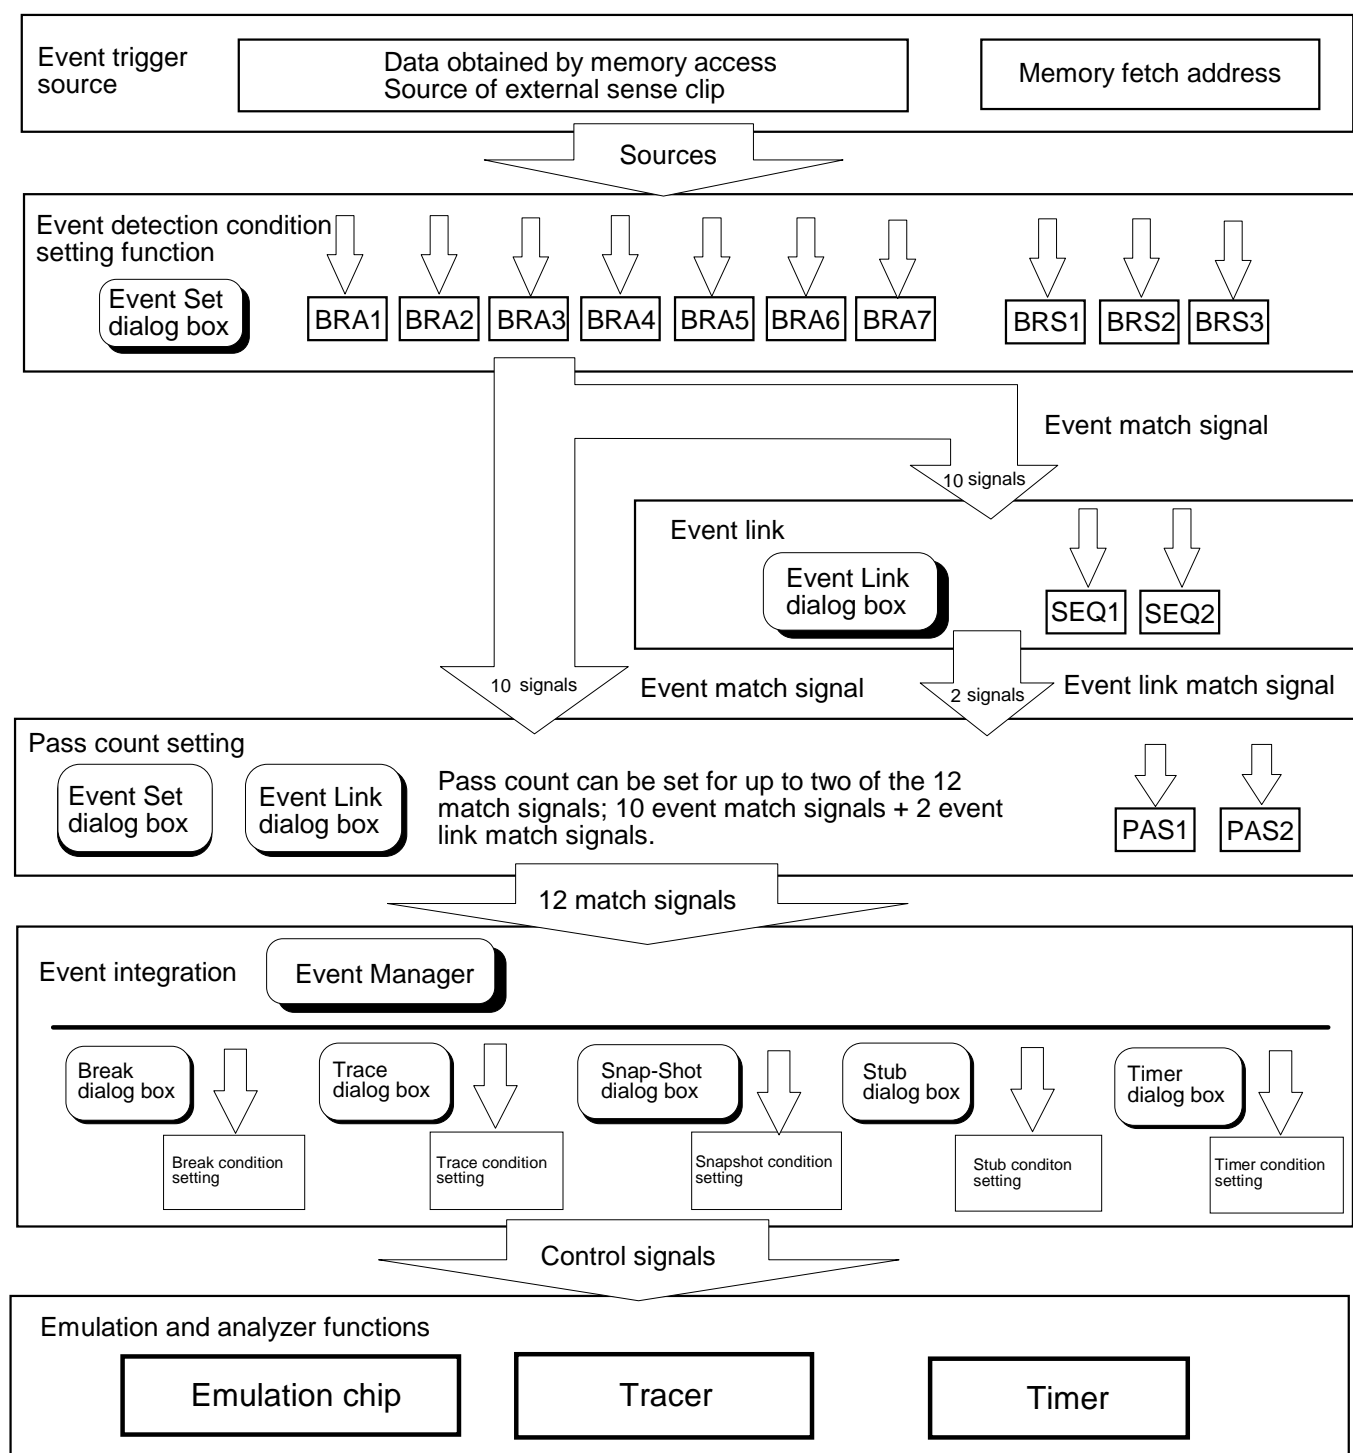 Event trigger
source
Data obtained by memory access
Source of external sense clip
Memory fetch address
Sources
Event detection condition
setting function
Event Set
dialog box
BRA1
BRA2
BRA3
BRA4
BRA5
BRA6
BRA7
BRS1
BRS2
BRS3
Event match signal
10 signals
Event link
Event Link
dialog box
SEQ1
SEQ2
10 signals
Event match signal
2 signals
Event link match signal
Pass count setting
Event Set
dialog box
Event Link
dialog box
Pass count can be set for up to two of the 12
match signals; 10 event match signals + 2 event
link match signals.
PAS1
PAS2
12 match signals
Event integration
Event Manager
Break
dialog box
Trace
dialog box
Snap-Shot
dialog box
Stub
dialog box
Timer
dialog box
Break condition
setting
Trace condition
setting
Snapshot condition
setting
Stub conditon
setting
Timer condition
setting
Control signals
Emulation and analyzer functions
Emulation chip
Tracer
Timer